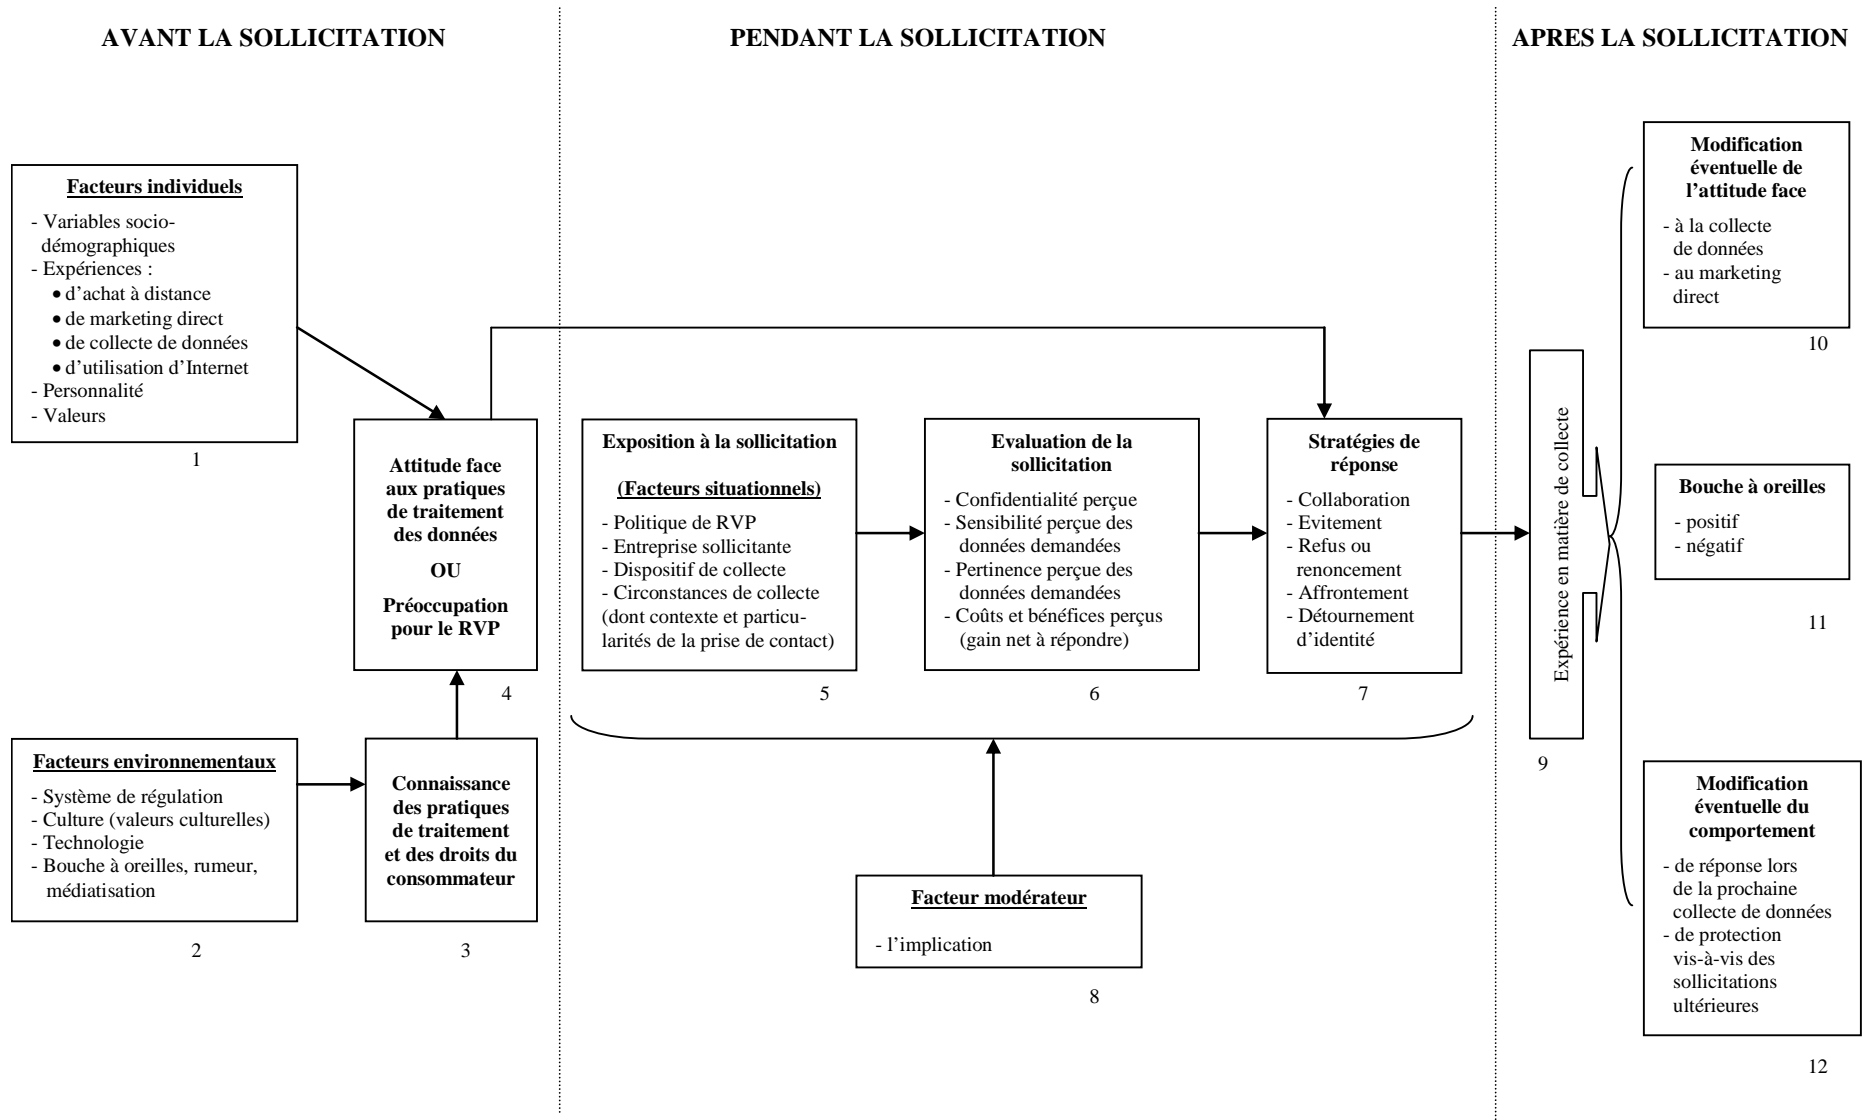 AVANT LA SOLLICITATION
PENDANT LA SOLLICITATION
APRES LA SOLLICITATION
Facteurs individuels
- Variables socio-
démographiques
- Expériences :
• d’achat à distance
• de marketing direct
• de collecte de données
• d’utilisation d’Internet
- Personnalité
- Valeurs
1
Facteurs environnementaux
- Système de régulation
- Culture (valeurs culturelles)
- Technologie
- Bouche à oreilles, rumeur,
médiatisation
2
Connaissance
des pratiques
de traitement
et des droits du
consommateur
3
Attitude face
aux pratiques
de traitement
des données
OU
Préoccupation
pour le RVP
4
Exposition à la sollicitation
(Facteurs situationnels)
- Politique de RVP
- Entreprise sollicitante
- Dispositif de collecte
- Circonstances de collecte
(dont contexte et particu-
larités de la prise de contact)
5
Evaluation de la
sollicitation
- Confidentialité perçue
- Sensibilité perçue des
données demandées
- Pertinence perçue des
données demandées
- Coûts et bénéfices perçus
(gain net à répondre)
6
Stratégies de
réponse
- Collaboration
- Evitement
- Refus ou
renoncement
- Affrontement
- Détournement
d’identité
7
Facteur modérateur
- l’implication
8
Expérience en matière de collecte
9
Modification
éventuelle de
l’attitude face
- à la collecte
de données
- au marketing
direct
10
Bouche à oreilles
- positif
- négatif
11
Modification
éventuelle du
comportement
- de réponse lors
de la prochaine
collecte de données
- de protection
vis-à-vis des
sollicitations
ultérieures
12